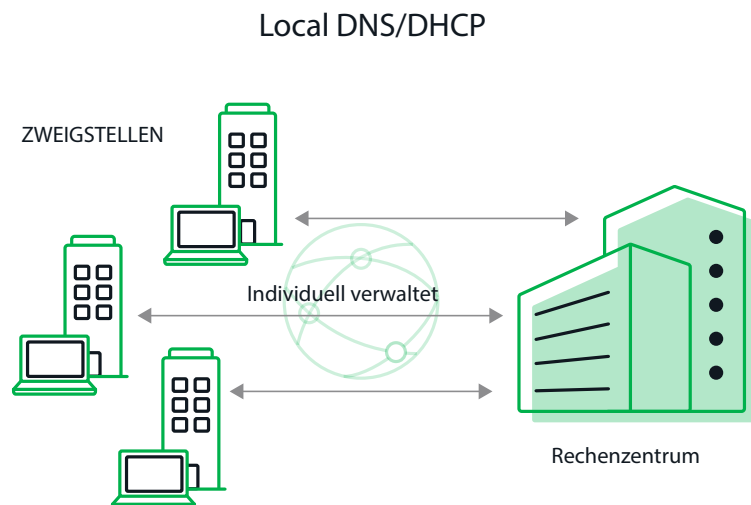 Local DNS/DHCP
ZWEIGSTELLEN
Individuell verwaltet
Rechenzentrum